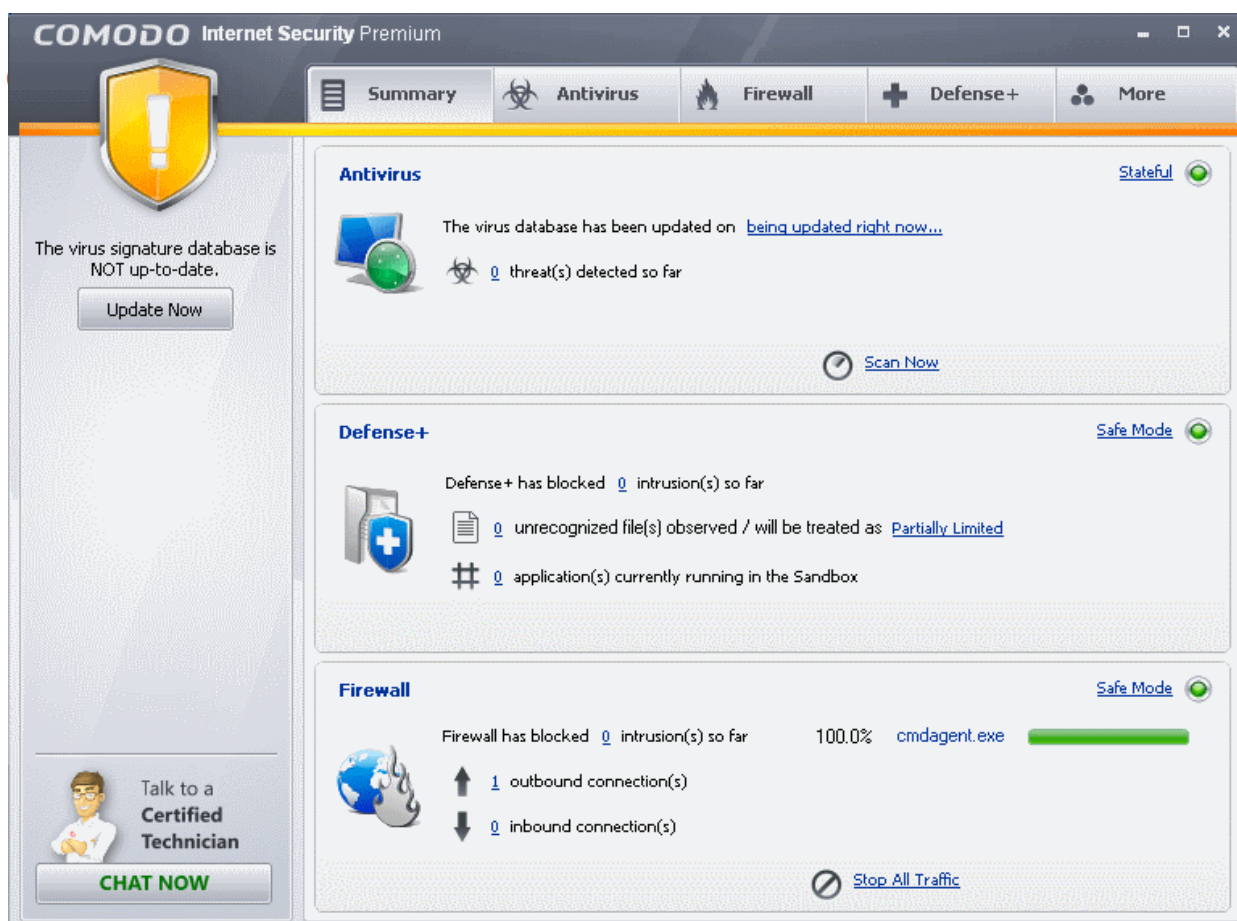 COMODO Internet Security Premium
Summary
Antivirus
Firewall
Defense+
More
The virus signature database is
NOT up-to-date.
Update Now
Antivirus
Stateful
The virus database has been updated on being updated right now...
0 threat(s) detected so far
Scan Now
Defense+
Safe Mode
Defense+ has blocked 0 intrusion(s) so far
0 unrecognized file(s) observed / will be treated as Partially Limited
0 application(s) currently running in the Sandbox
Firewall
Safe Mode
Firewall has blocked 0 intrusion(s) so far
100.0% cmdagent.exe
1 outbound connection(s)
0 inbound connection(s)
Stop All Traffic
Talk to a
Certified
Technician
CHAT NOW